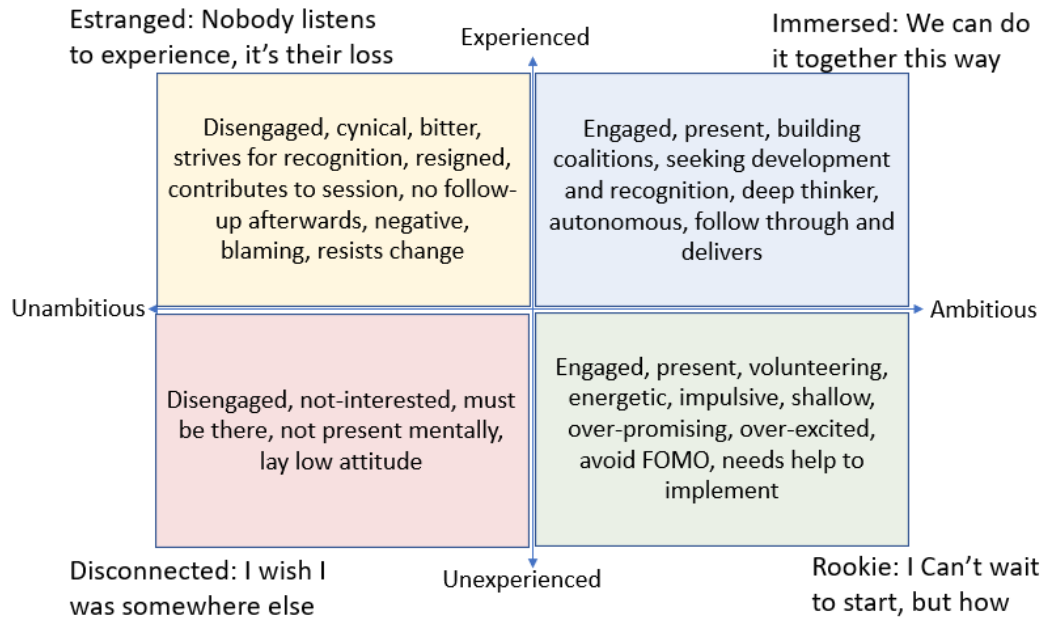 Estranged: Nobody listens
to experience, it's their loss
Experienced
Immersed: We can do
it together this way
Disengaged, cynical, bitter,
strives for recognition, resigned,
contributes to session, no follow-
up afterwards, negative,
blaming, resists change
Engaged, present, building
coalitions, seeking development
and recognition, deep thinker,
autonomous, follow through and
delivers
Unambitious
Ambitious
Disengaged, not-interested, must
be there, not present mentally,
lay low attitude
Engaged, present, volunteering,
energetic, impulsive, shallow,
over-promising, over-excited,
avoid FOMO, needs help to
implement
Disconnected: I wish I
was somewhere else
Unexperienced
Rookie: I Can't wait
to start, but how